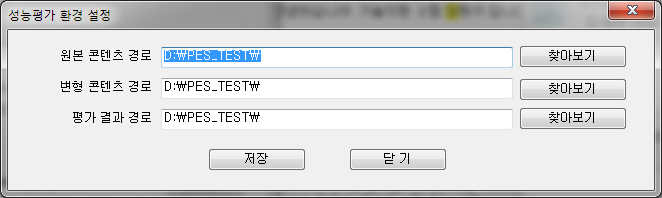 성능평가 환경 설정
원본 콘텐츠 경로 D:₩PES_TEST₩ 찾아보기
변형 콘텐츠 경로 D:₩PES_TEST₩ 찾아보기
평가 결과 경로 D:₩PES_TEST₩ 찾아보기
저장 닫 기